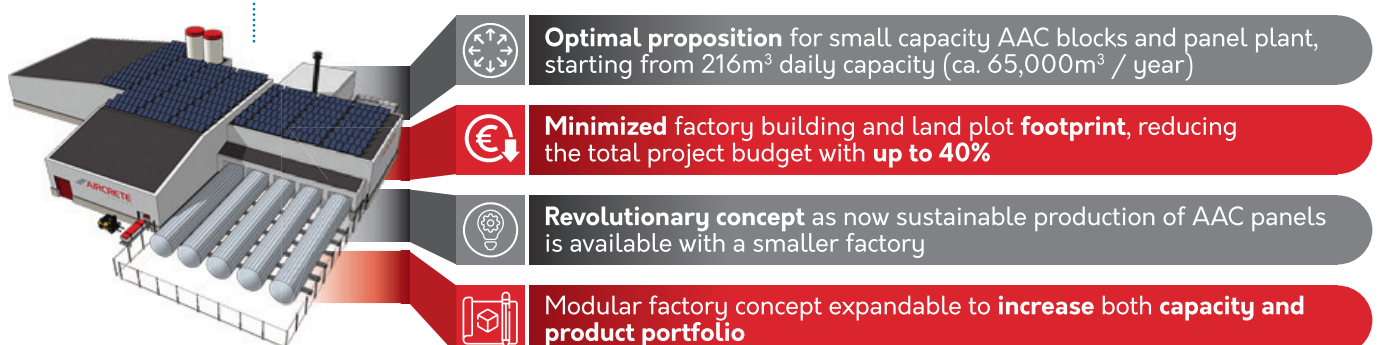 Optimal proposition for small capacity AAC blocks and panel plant,
starting from 216m³ daily capacity (ca. 65,000m³ / year)
Minimized factory building and land plot footprint, reducing
the total project budget with up to 40%
AIRCRETE
Revolutionary concept as now sustainable production of AAC panels
is available with a smaller factory
Modular factory concept expandable to increase both capacity and
product portfolio